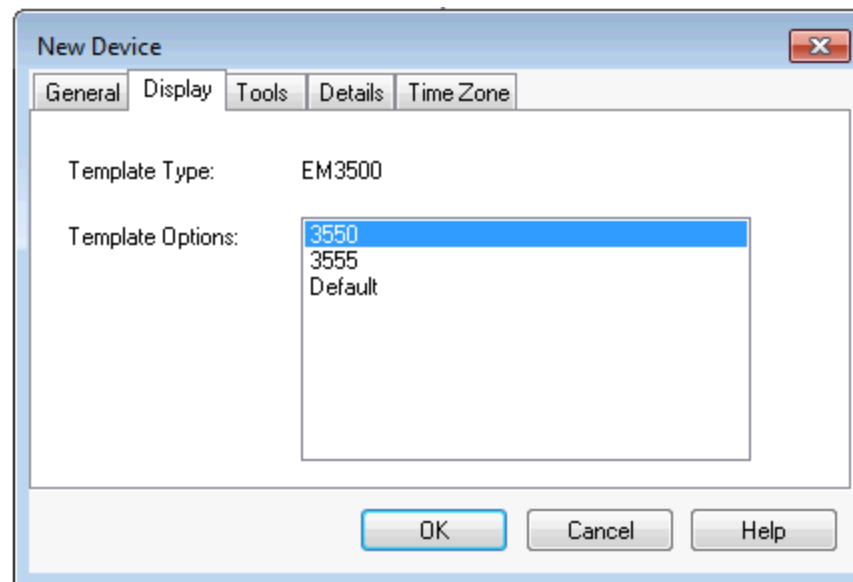 New Device
General Display Tools Details Time Zone
Template Type: EM3500
Template Options: 3550
3555
Default
OK Cancel Help